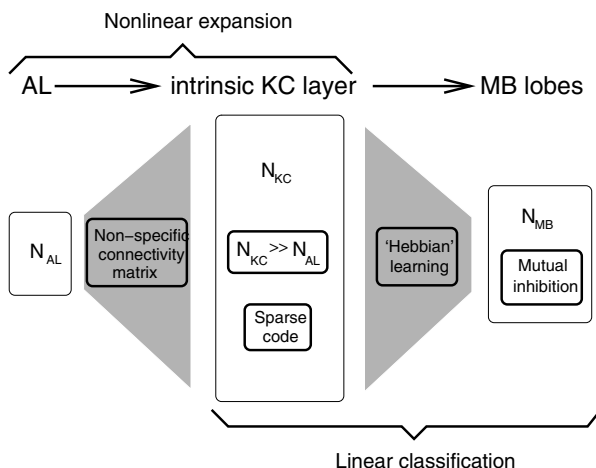 Nonlinear expansion
AL
intrinsic KC layer
MB lobes
N_KC
N_AL
Non–specific
connectivity
matrix
N_KC >> N_AL
Sparse
code
'Hebbian'
learning
N_MB
Mutual
inhibition
Linear classification